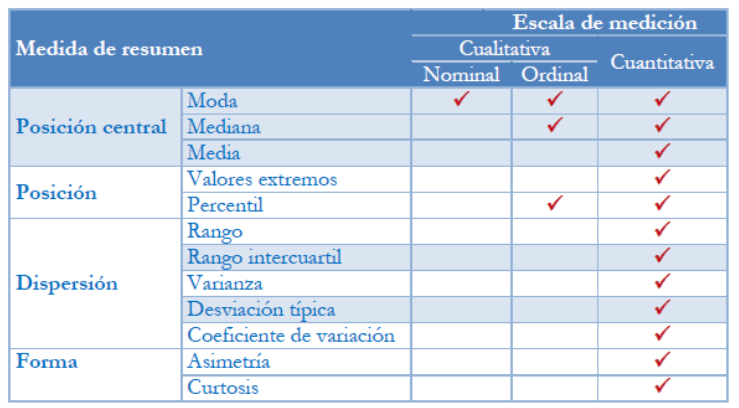 Medida de resumen
Escala de medición
Cualitativa
Cuantitativa
Nominal Ordinal
Posición central
Moda ✓ ✓ ✓
Mediana ✓ ✓
Media ✓
Posición
Valores extremos ✓
Percentil ✓ ✓
Dispersión
Rango ✓
Rango intercuartil ✓
Varianza ✓
Desviación típica ✓
Coeficiente de variación ✓
Forma
Asimetría ✓
Curtosis ✓